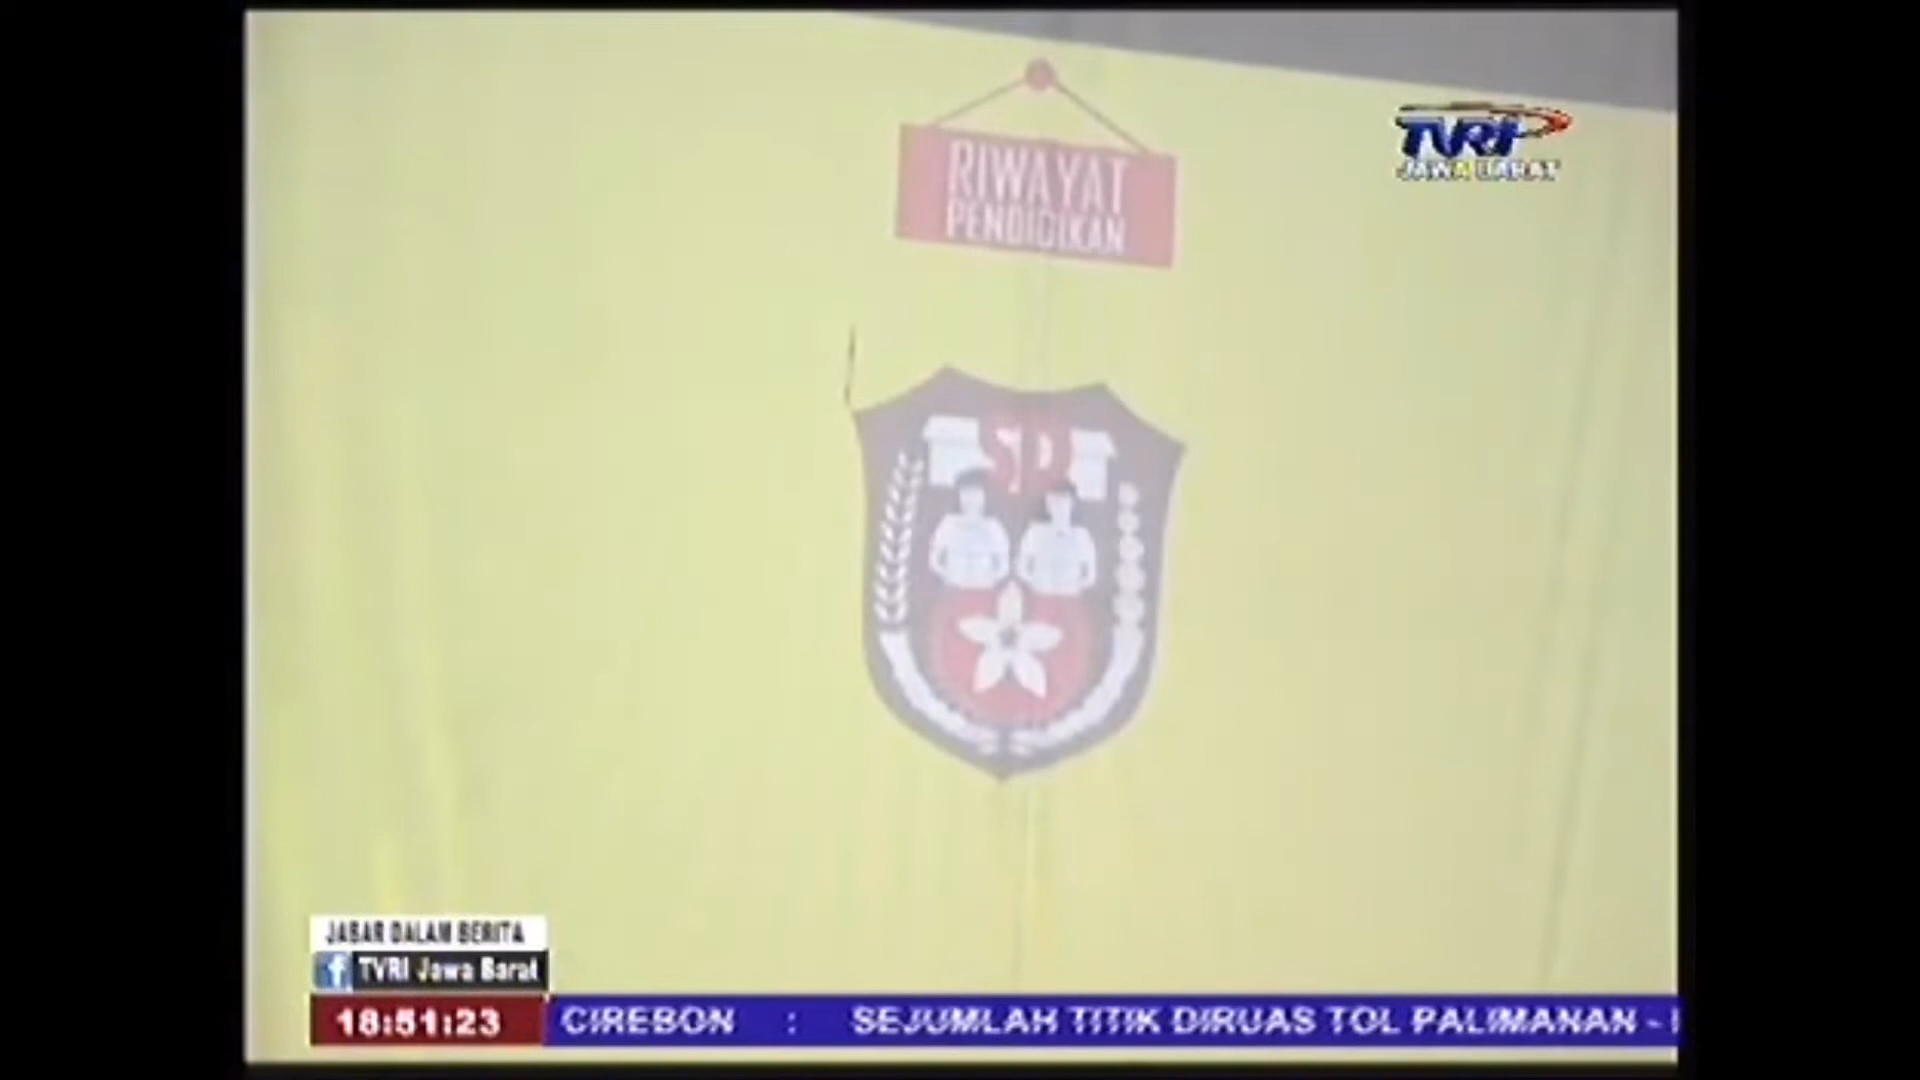 RIWAYAT
PENDIDIKAN
TVRI
JAWA BARAT
JABAR DALAM BERITA
f TVRI Jawa Barat
18:51:23
CIREBON : SEJUMLAH TITIK DIRUAS TOL PALIMANAN -